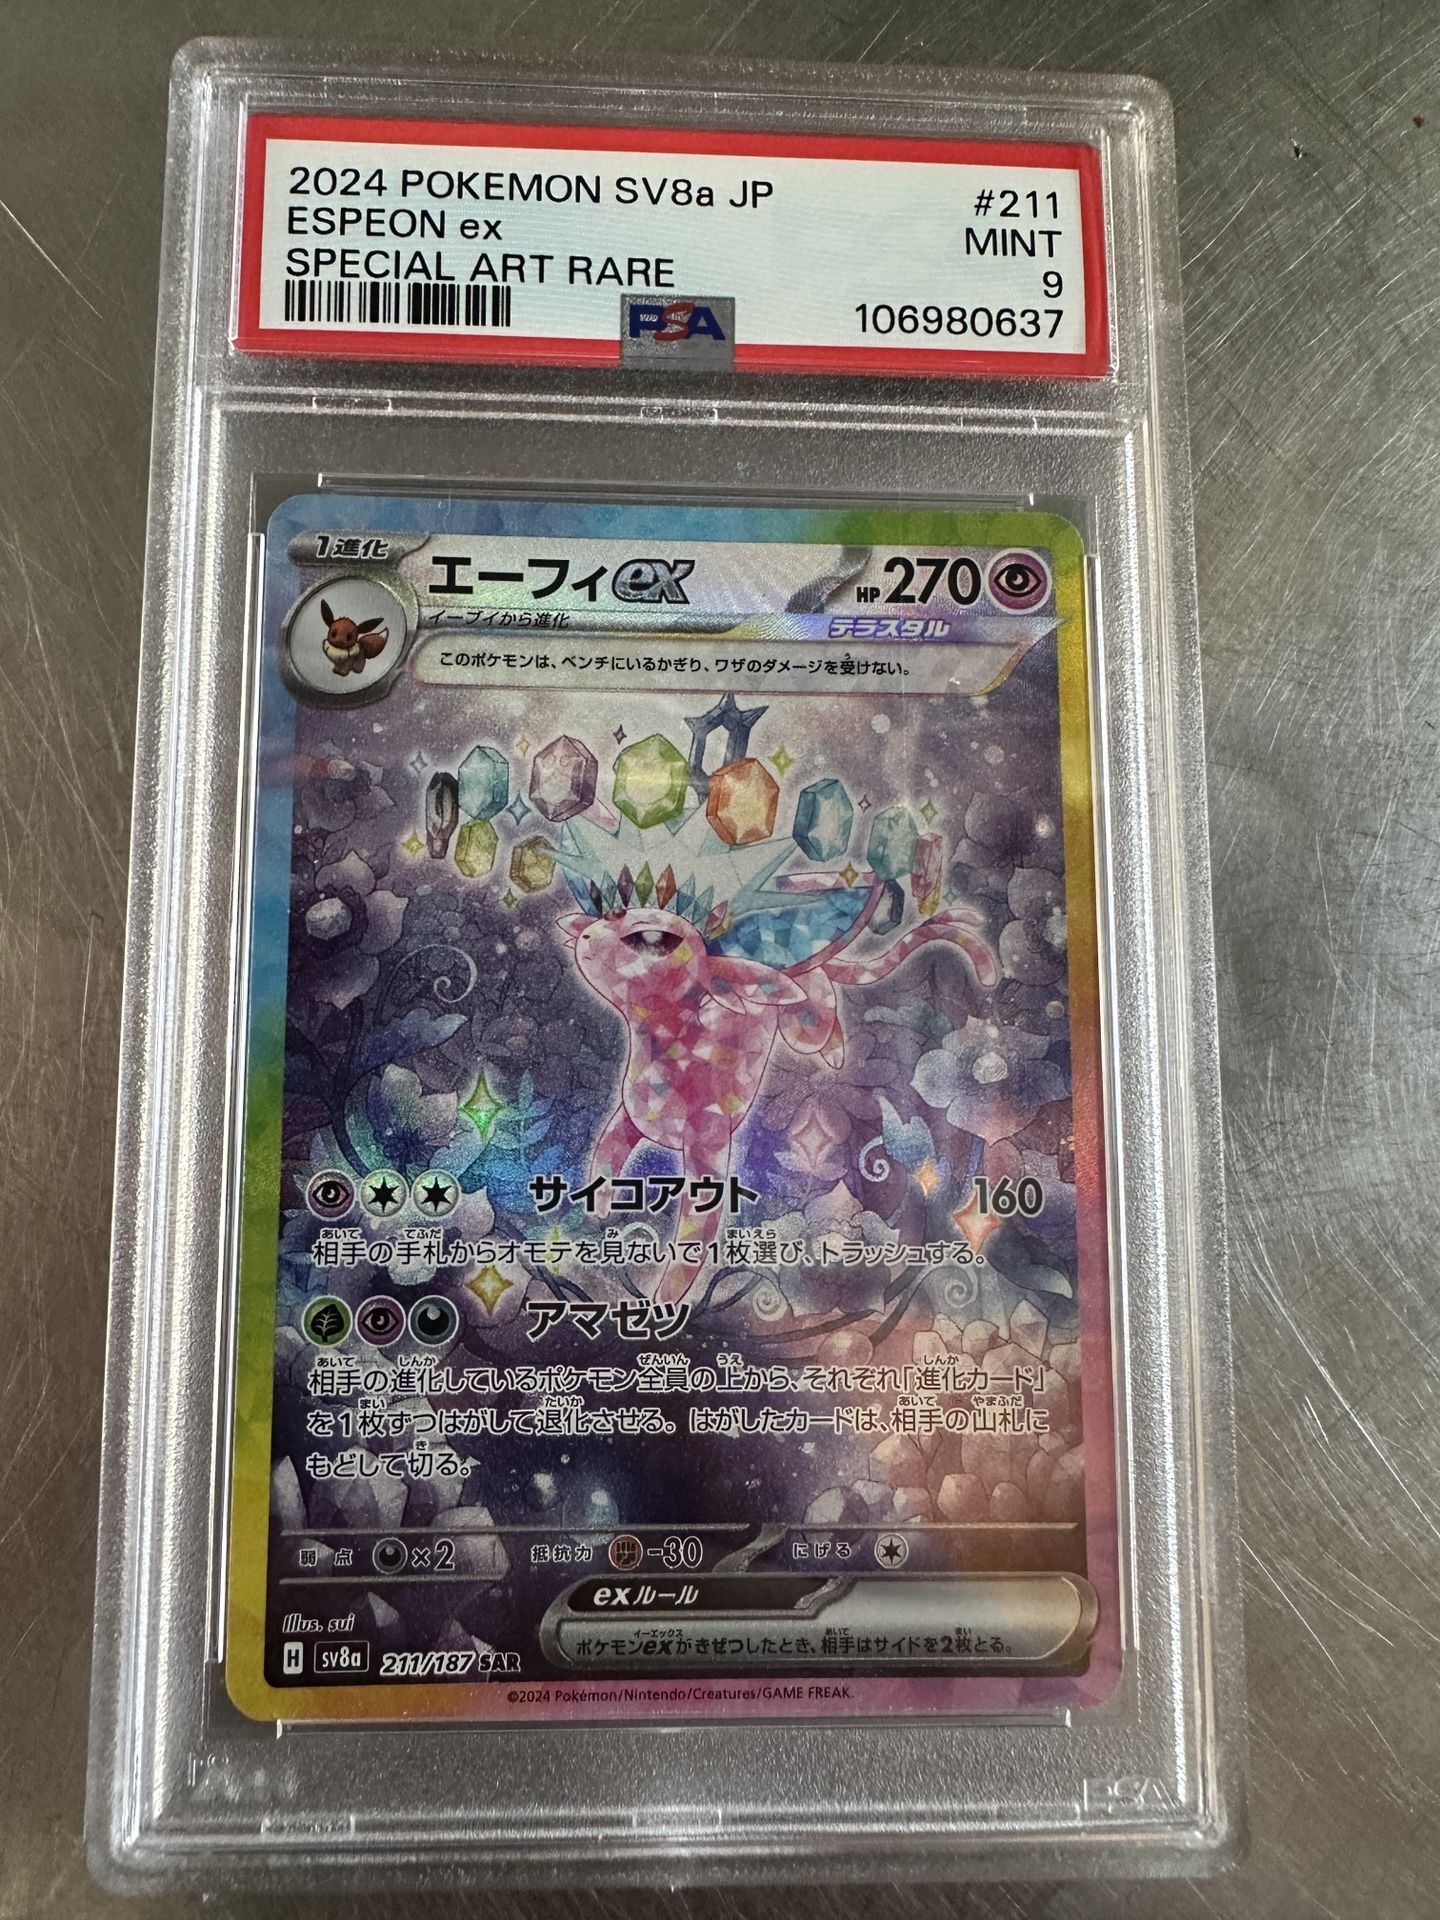 2024 POKEMON SV8a JP
ESPEON ex
SPECIAL ART RARE
#211
MINT
9
106980637
PSA
1進化
エーフィex
HP270
イーブイから進化
テラスタル
このポケモンは、ベンチにいるかぎり、ワザのダメージを受けない。
サイコアウト 160
相手の手札からオモテを見ないで1枚選び、トラッシュする。
アマゼツ
相手の進化しているポケモン全員の上から、それぞれ「進化カード」
を1枚ずつはがして退化させる。はがしたカードは、相手の山札に
もどして切る。
弱点 ×2 抵抗力 -30 にげる
exルール
ポケモンexがきぜつしたとき、相手はサイドを2枚とる。
Illus. sui
H sv8a 211/187 SAR
©2024 Pokémon/Nintendo/Creatures/GAME FREAK.
PSA